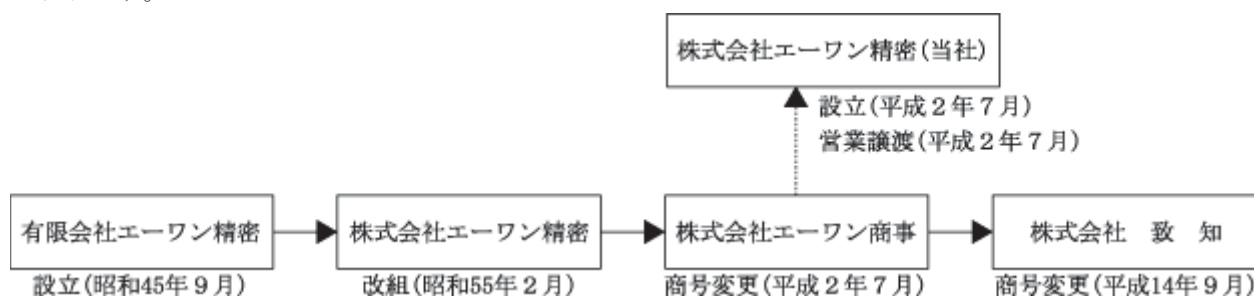 株式会社エーワン精密(当社)
設立(平成2年7月)
営業譲渡(平成2年7月)
有限会社エーワン精密
株式会社エーワン精密
株式会社エーワン商事
株式会社 致 知
設立(昭和45年9月)
改組(昭和55年2月)
商号変更(平成2年7月)
商号変更(平成14年9月)